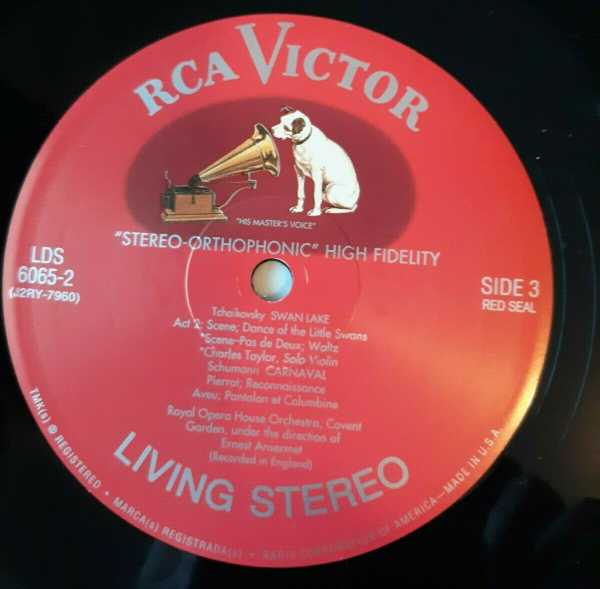 RCA VICTOR
"HIS MASTER'S VOICE"
"STEREO-ORTHOPHONIC" HIGH FIDELITY
LDS
6065-2
(J2RY-7960)
SIDE 3
RED SEAL
Tchaikovsky SWAN LAKE
Act 2: Scene; Dance of the Little Swans
*Scene-Pas de Deux; Waltz
*Charles Taylor, Solo Violin
Schumann CARNAVAL
Pierrot; Reconnaissance
Aveu; Pantalon et Columbine
Royal Opera House Orchestra, Covent
Garden, under the direction of
Ernest Ansermet
(Recorded in England)
LIVING STEREO
TMK(s) ® REGISTERED • MARCA(s) REGISTRADA(s) • RADIO CORPORATION OF AMERICA—MADE IN U.S.A.